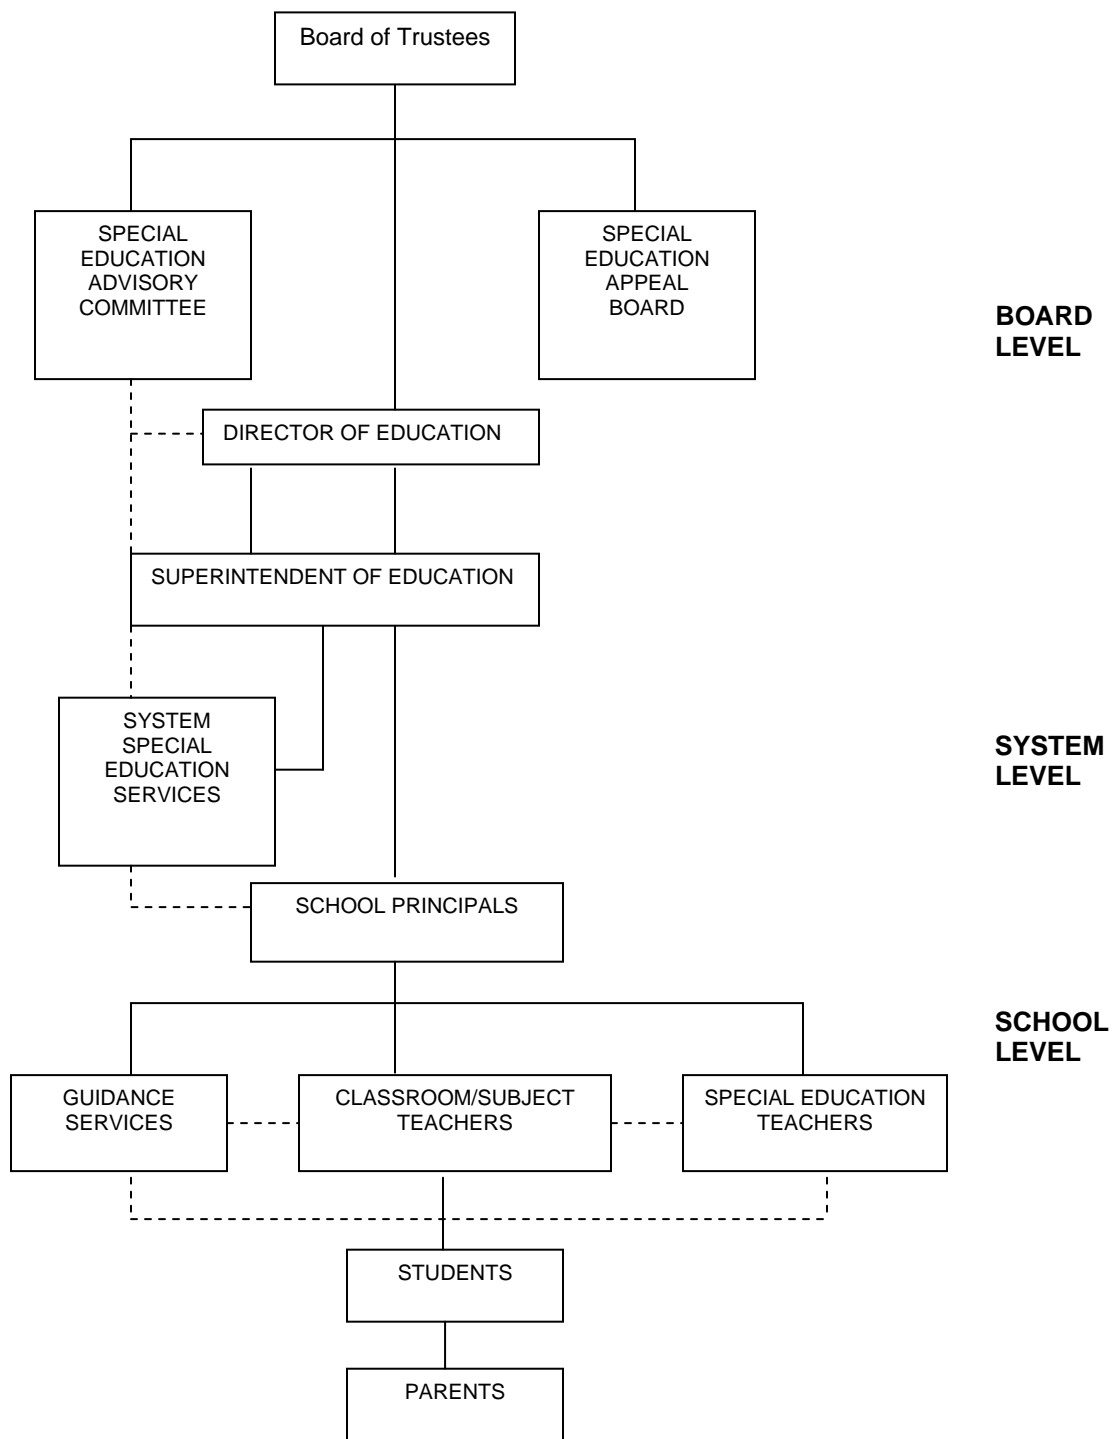 Board of Trustees
SPECIAL
EDUCATION
ADVISORY
COMMITTEE
SPECIAL
EDUCATION
APPEAL
BOARD
BOARD
LEVEL
DIRECTOR OF EDUCATION
SUPERINTENDENT OF EDUCATION
SYSTEM
SPECIAL
EDUCATION
SERVICES
SYSTEM
LEVEL
SCHOOL PRINCIPALS
SCHOOL
LEVEL
GUIDANCE
SERVICES
CLASSROOM/SUBJECT
TEACHERS
SPECIAL EDUCATION
TEACHERS
STUDENTS
PARENTS